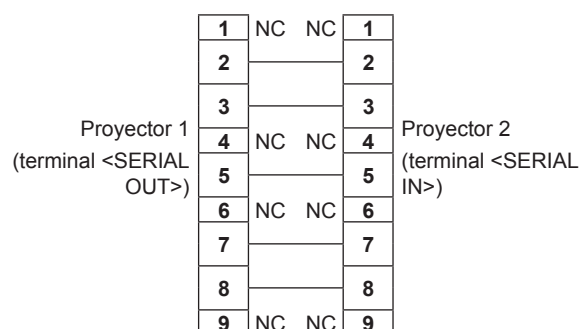 1 NC NC 1
2 2
3 3
Proyector 1
(terminal <SERIAL
OUT>)
4 NC NC 4
Proyector 2
(terminal <SERIAL
IN>)
5 5
6 NC NC 6
7 7
8 8
9 NC NC 9